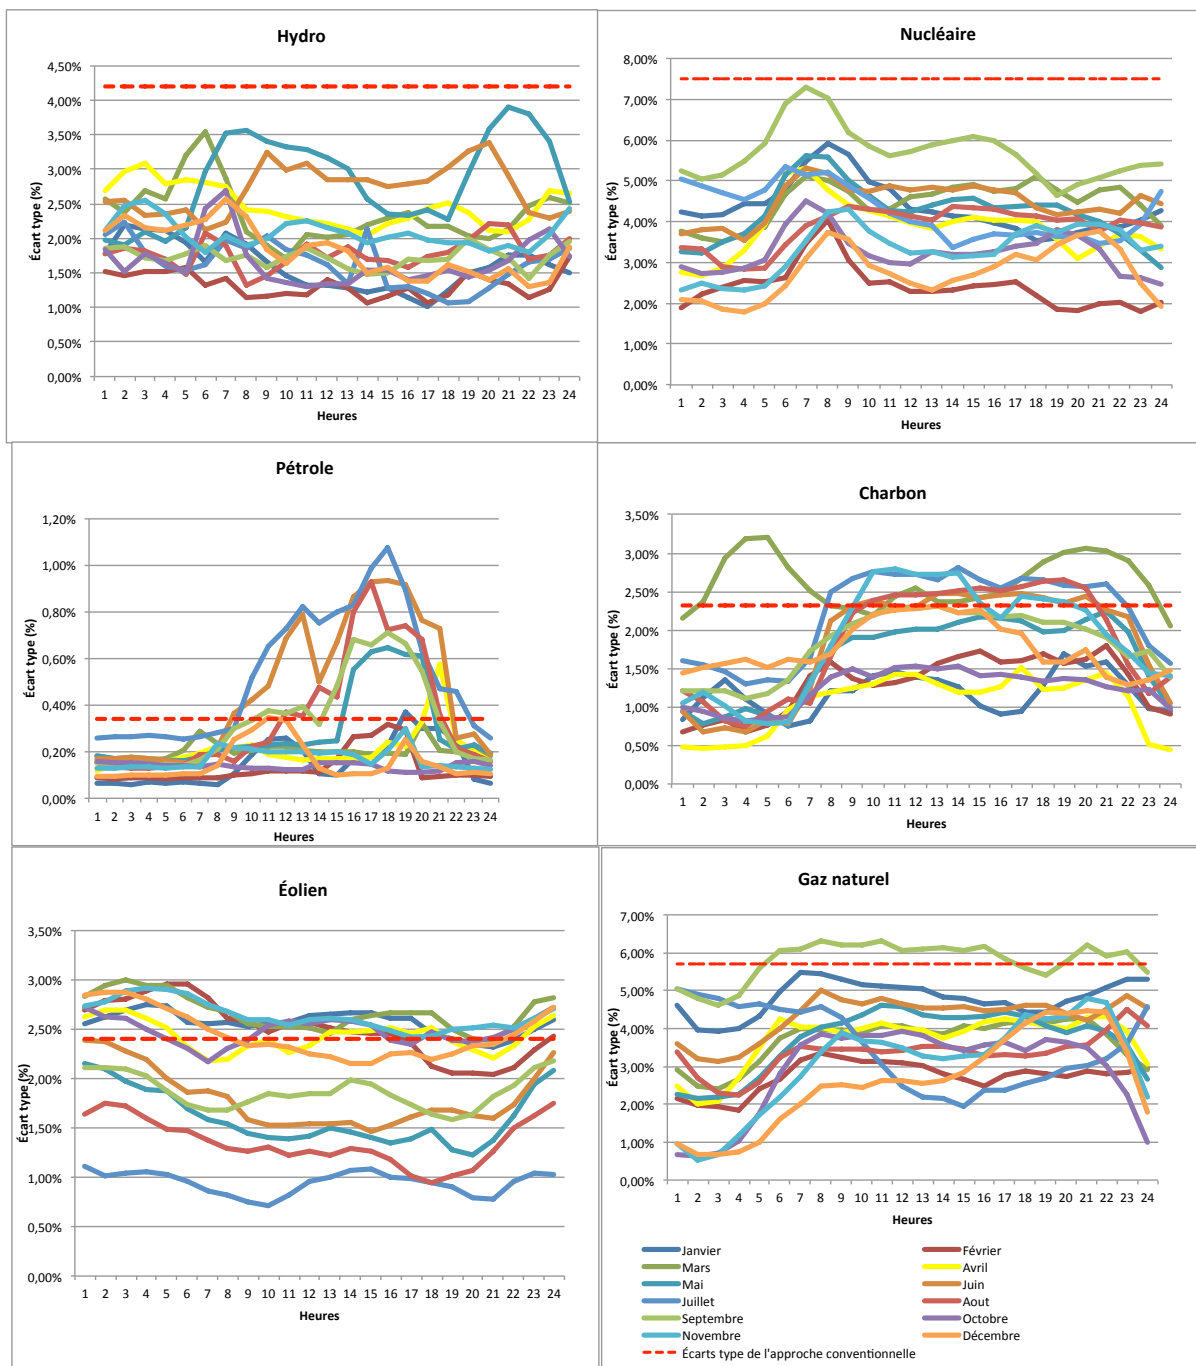 Hydro
Écart type (%)
4,50%
4,00%
3,50%
3,00%
2,50%
2,00%
1,50%
1,00%
0,50%
0,00%
1 2 3 4 5 6 7 8 9 10 11 12 13 14 15 16 17 18 19 20 21 22 23 24
Heures
Nucléaire
Écart type (%)
8,00%
7,00%
6,00%
5,00%
4,00%
3,00%
2,00%
1,00%
0,00%
1 2 3 4 5 6 7 8 9 10 11 12 13 14 15 16 17 18 19 20 21 22 23 24
Heures
Pétrole
Écart type (%)
1,20%
1,00%
0,80%
0,60%
0,40%
0,20%
0,00%
1 2 3 4 5 6 7 8 9 10 11 12 13 14 15 16 17 18 19 20 21 22 23 24
Heures
Charbon
Écart type (%)
3,50%
3,00%
2,50%
2,00%
1,50%
1,00%
0,50%
0,00%
1 2 3 4 5 6 7 8 9 10 11 12 13 14 15 16 17 18 19 20 21 22 23 24
Heures
Éolien
Écart type (%)
3,50%
3,00%
2,50%
2,00%
1,50%
1,00%
0,50%
0,00%
1 2 3 4 5 6 7 8 9 10 11 12 13 14 15 16 17 18 19 20 21 22 23 24
Heures
Gaz naturel
Écart type (%)
7,00%
6,00%
5,00%
4,00%
3,00%
2,00%
1,00%
0,00%
1 2 3 4 5 6 7 8 9 10 11 12 13 14 15 16 17 18 19 20 21 22 23 24
Heures
Janvier Février
Mars Avril
Mai Juin
Juillet Aout
Septembre Octobre
Novembre Décembre
Écarts type de l'approche conventionnelle